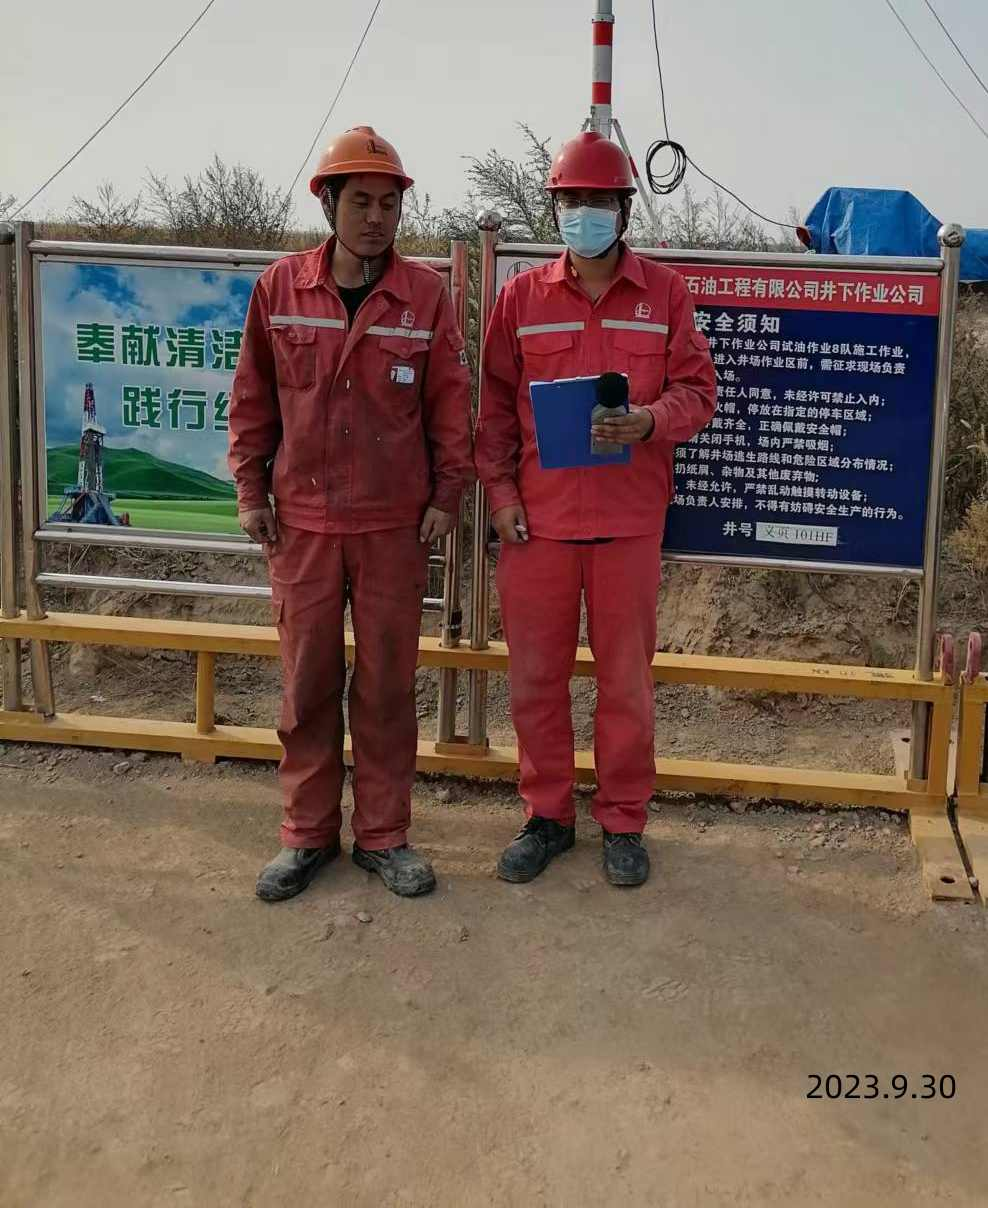 奉献清洁
践行
石油工程有限公司井下作业公司
安全须知
井下作业公司试油作业8队施工作业,
进入井场作业区前,需征求现场负责
入场。
责任人同意,未经许可禁止入内;
火帽,停放在指定的停车区域;
戴齐全,正确佩戴安全帽;
请关闭手机,场内严禁吸烟;
须了解井场逃生路线和危险区域分布情况;
扔纸屑、杂物及其他废弃物;
,未经允许,严禁乱动触摸转动设备;
场负责人安排,不得有妨碍安全生产的行为。
井号 义页 101HF
2023.9.30